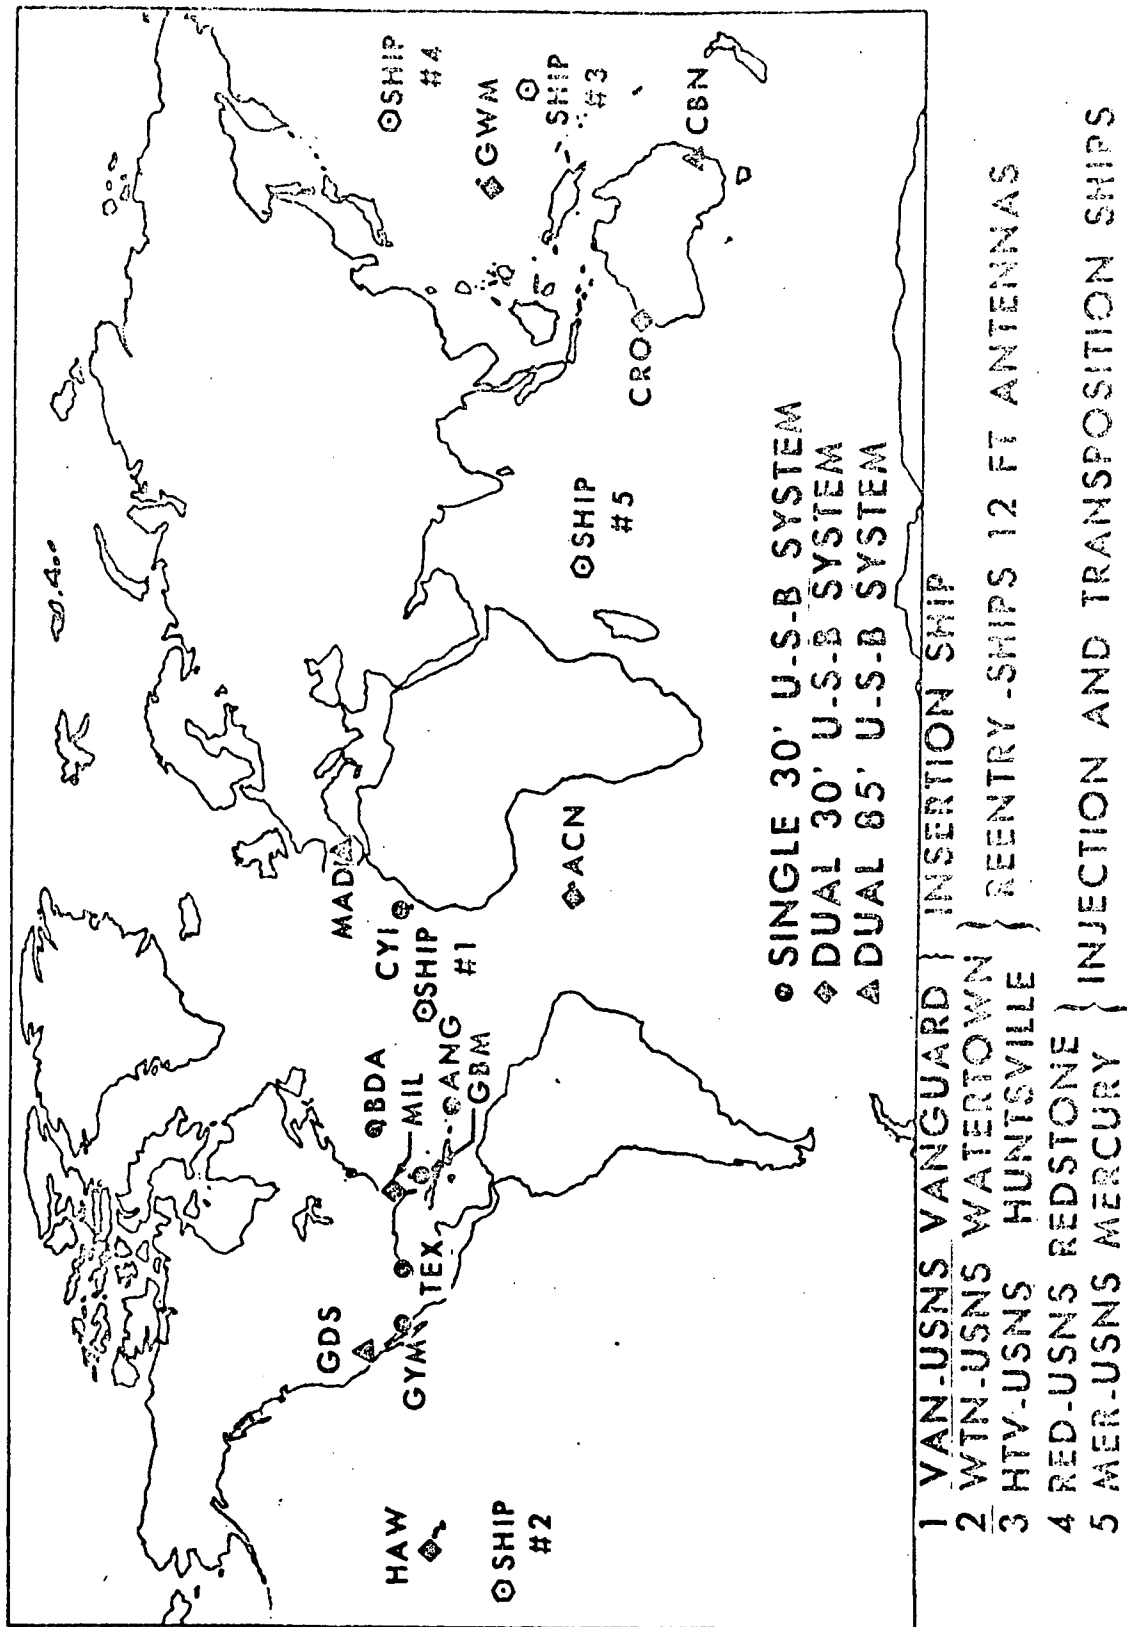 HAW
SHIP
#2
GDS
GYM
TEX
BDA
MIL
ANG
GBM
MAD
CYI
SHIP
#1
ACN
SHIP
#5
SHIP
#4
GWM
SHIP
#3
CRO
CBN
SINGLE 30' U-S-B SYSTEM
DUAL 30' U-S-B SYSTEM
DUAL 85' U-S-B SYSTEM
1 VAN-USNS VANGUARD } INSERTION SHIP
2 WTN-USNS WATERTOWN
3 HTV-USNS HUNTSVILLE } REENTRY-SHIPS 12 FT ANTENNAS
4 RED-USNS REDSTONE
5 MER-USNS MERCURY } INJECTION AND TRANSPOSITION SHIPS